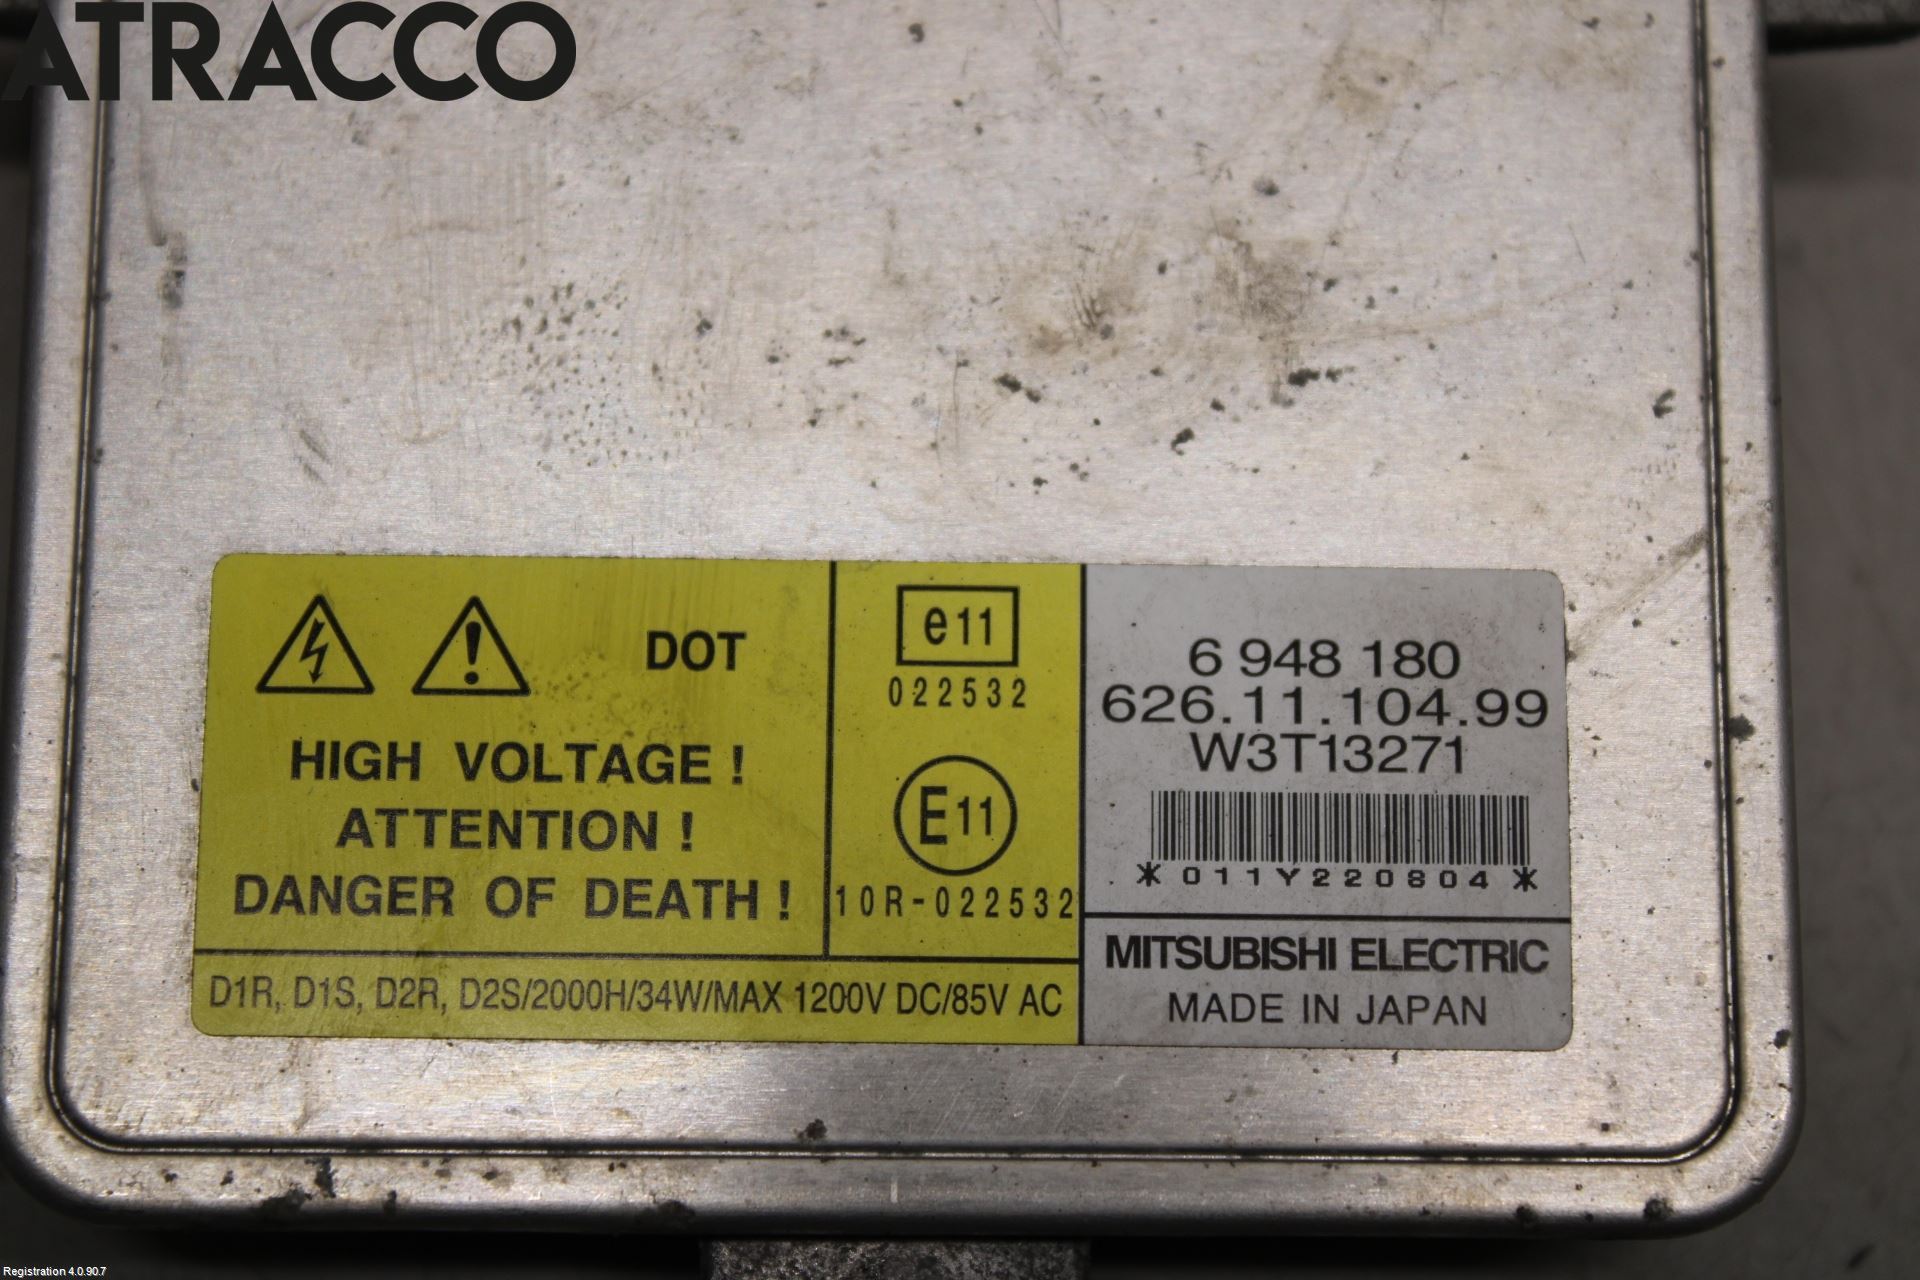 ATRACCO
DOT
HIGH VOLTAGE !
ATTENTION !
DANGER OF DEATH !
e11
022532
E11
10R-022532
D1R, D1S, D2R, D2S/2000H/34W/MAX 1200V DC/85V AC
6 948 180
626.11.104.99
W3T13271
*011Y220804*
MITSUBISHI ELECTRIC
MADE IN JAPAN
Registration 4.0.90.7